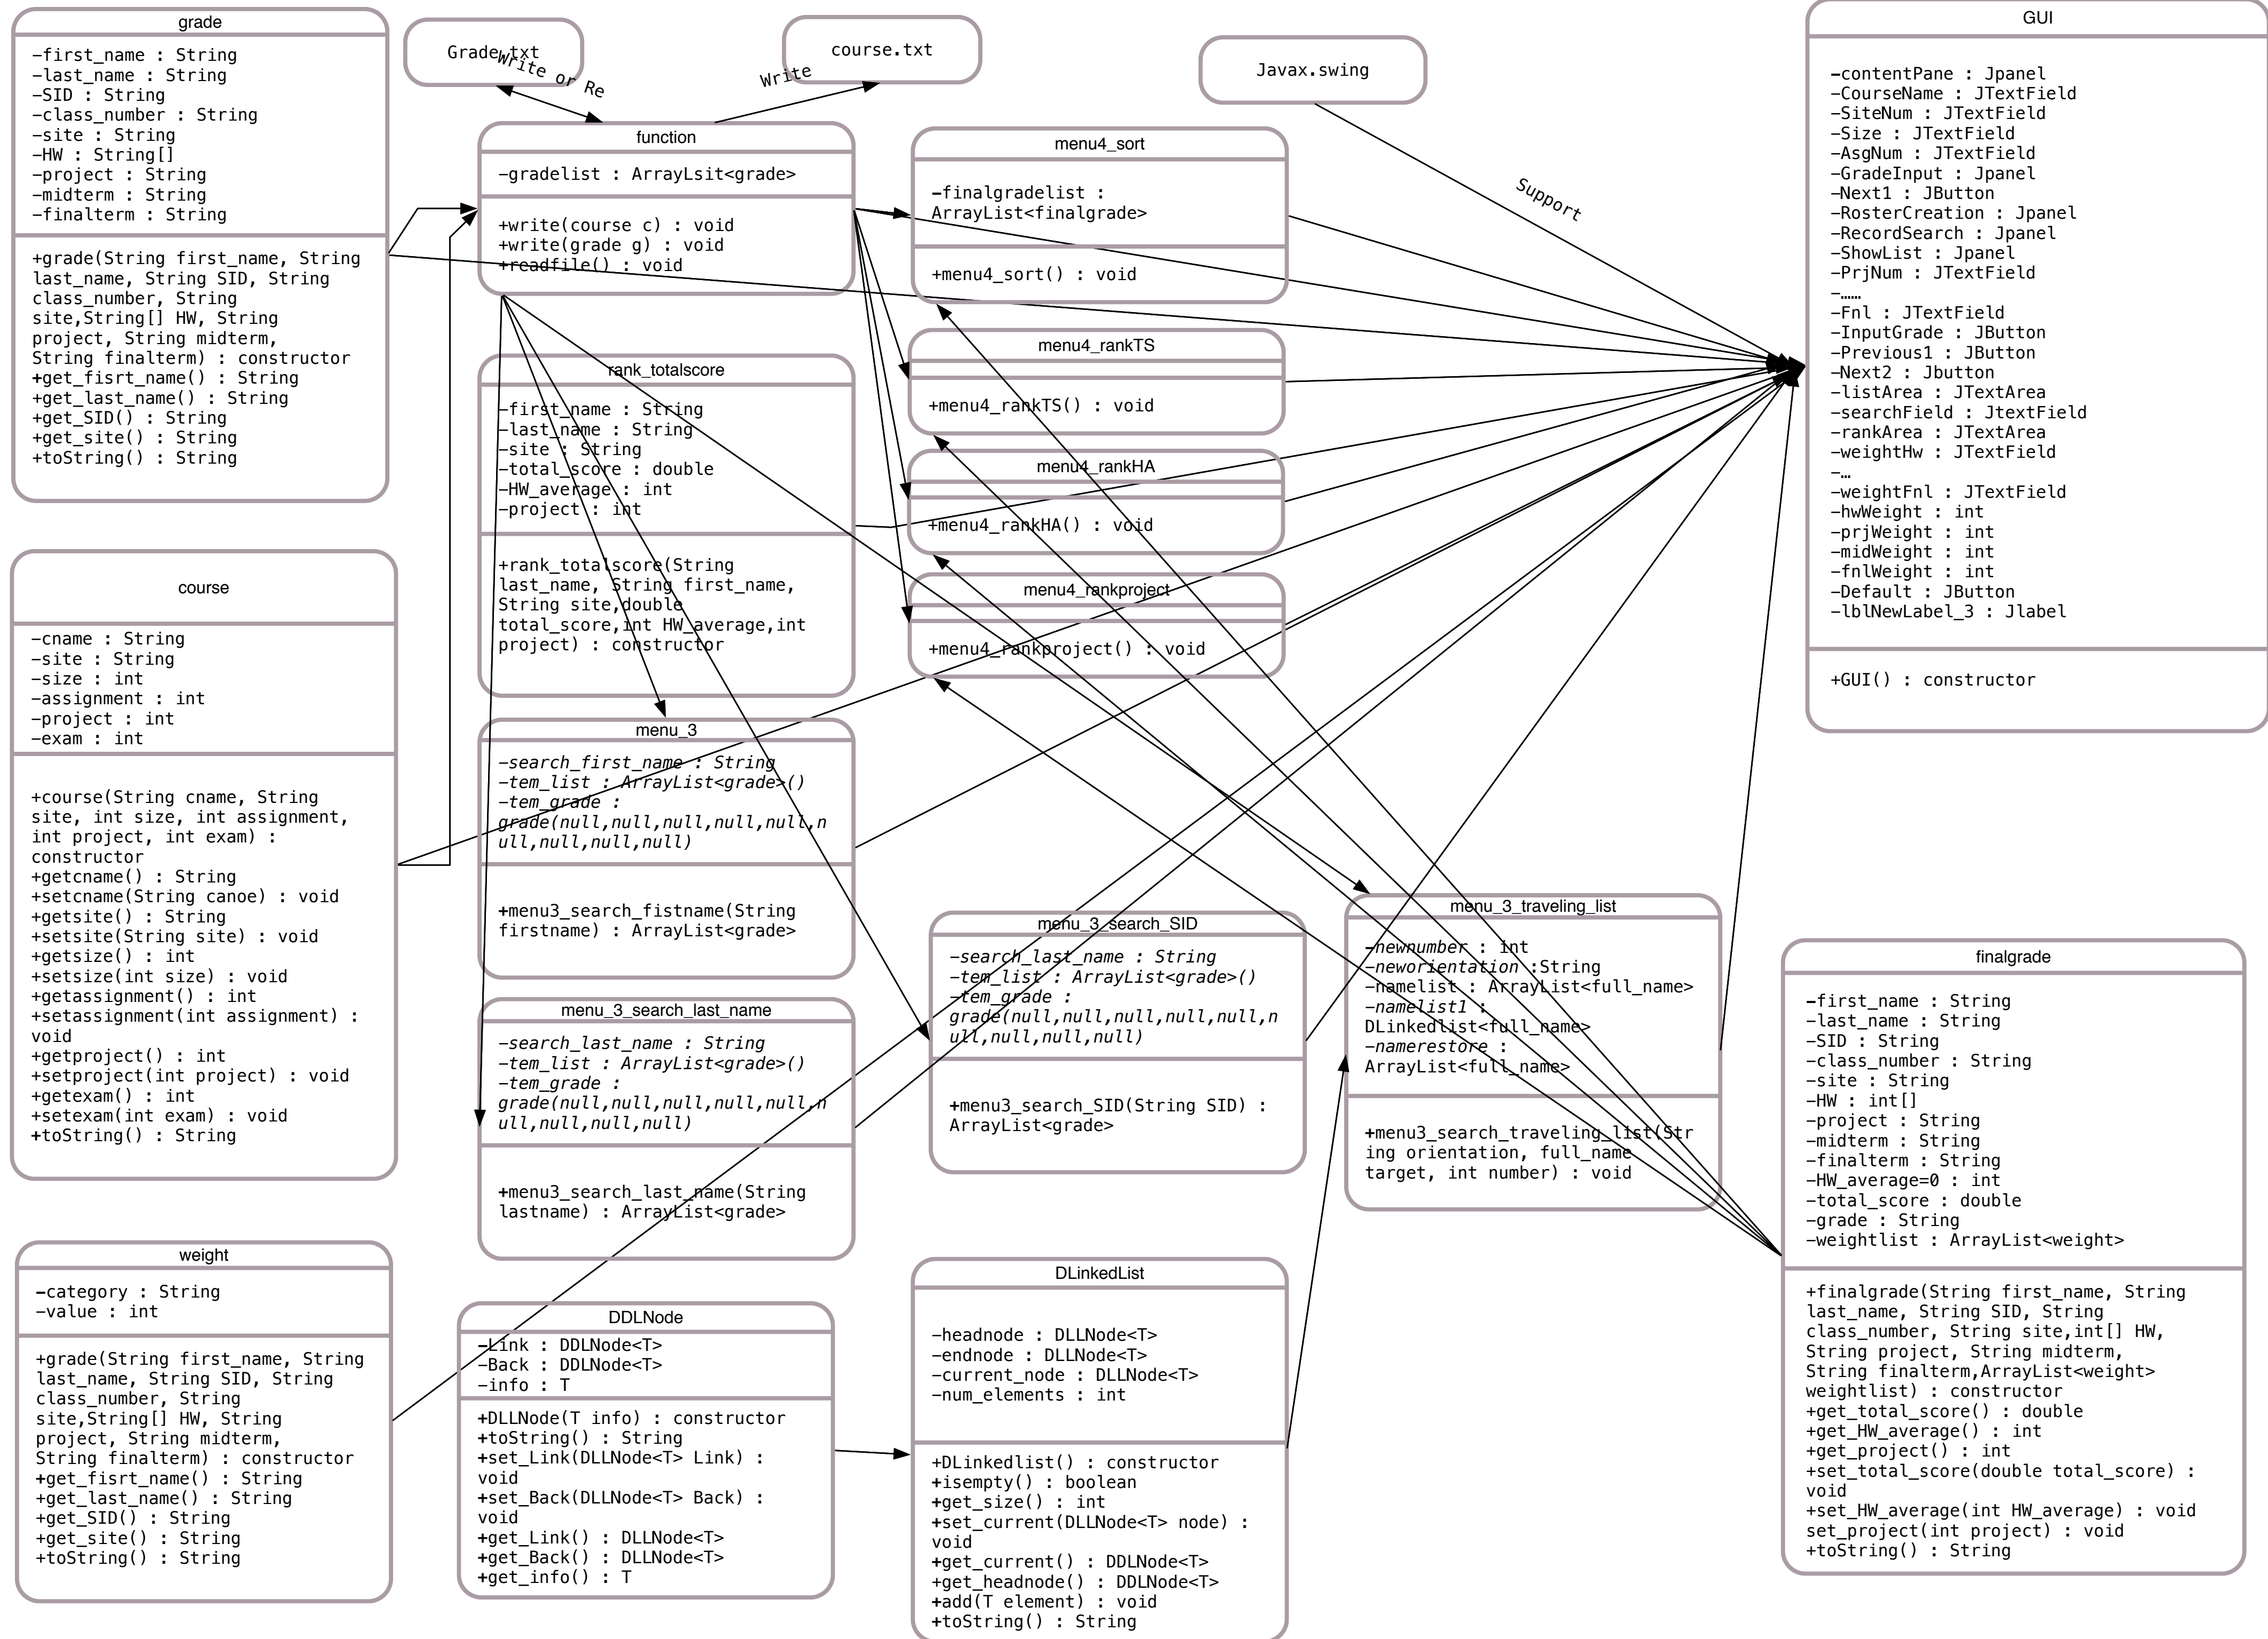 grade
−first_name : String
−last_name : String
−SID : String
−class_number : String
−site : String
−HW : String[]
−project : String
−midterm : String
−finalterm : String
+grade(String first_name, String
last_name, String SID, String
class_number, String
site,String[] HW, String
project, String midterm,
String finalterm) : constructor
+get_fisrt_name() : String
+get_last_name() : String
+get_SID() : String
+get_site() : String
+toString() : String
Grade.txt
Write or Re
course.txt
Write
Javax.swing
Support
function
−gradelist : ArrayLsit<grade>
+write(course c) : void
+write(grade g) : void
+readfile() : void
menu4_sort
−finalgradelist :
ArrayList<finalgrade>
+menu4_sort() : void
menu4_rankTS
+menu4_rankTS() : void
menu4_rankHA
+menu4_rankHA() : void
menu4_rankproject
+menu4_rankproject() : void
GUI
−contentPane : Jpanel
−CourseName : JTextField
−SiteNum : JTextField
−Size : JTextField
−AsgNum : JTextField
−GradeInput : Jpanel
−Next1 : JButton
−RosterCreation : Jpanel
−RecordSearch : Jpanel
−ShowList : Jpanel
−PrjNum : JTextField
−……
−Fnl : JTextField
−InputGrade : JButton
−Previous1 : JButton
−Next2 : Jbutton
−listArea : JTextArea
−searchField : JtextField
−rankArea : JTextArea
−weightHw : JTextField
−…
−weightFnl : JTextField
−hwWeight : int
−prjWeight : int
−midWeight : int
−fnlWeight : int
−Default : JButton
−lblNewLabel_3 : Jlabel
+GUI() : constructor
rank_totalscore
−first_name : String
−last_name : String
−site : String
−total_score : double
−HW_average : int
−project : int
+rank_totalscore(String
last_name, String first_name,
String site,double
total_score,int HW_average,int
project) : constructor
course
−cname : String
−site : String
−size : int
−assignment : int
−project : int
−exam : int
+course(String cname, String
site, int size, int assignment,
int project, int exam) :
constructor
+getcname() : String
+setcname(String canoe) : void
+getsite() : String
+setsite(String site) : void
+getsize() : int
+setsize(int size) : void
+getassignment() : int
+setassignment(int assignment) :
void
+getproject() : int
+setproject(int project) : void
+getexam() : int
+setexam(int exam) : void
+toString() : String
menu_3
−search_first_name : String
−tem_list : ArrayList<grade>()
−tem_grade :
grade(null,null,null,null,null,n
ull,null,null,null)
+menu3_search_fistname(String
firstname) : ArrayList<grade>
menu_3_search_last_name
−search_last_name : String
−tem_list : ArrayList<grade>()
−tem_grade :
grade(null,null,null,null,null,n
ull,null,null,null)
+menu3_search_last_name(String
lastname) : ArrayList<grade>
menu_3_search_SID
−search_last_name : String
−tem_list : ArrayList<grade>()
−tem_grade :
grade(null,null,null,null,null,n
ull,null,null,null)
+menu3_search_SID(String SID) :
ArrayList<grade>
menu_3_traveling_list
−newnumber : int
−neworientation :String
−namelist : ArrayList<full_name>
−namelist1 :
DLinkedlist<full_name>
−namerestore :
ArrayList<full_name>
+menu3_search_traveling_list(Str
ing orientation, full_name
target, int number) : void
finalgrade
−first_name : String
−last_name : String
−SID : String
−class_number : String
−site : String
−HW : int[]
−project : String
−midterm : String
−finalterm : String
−HW_average=0 : int
−total_score : double
−grade : String
−weightlist : ArrayList<weight>
+finalgrade(String first_name, String
last_name, String SID, String
class_number, String site,int[] HW,
String project, String midterm,
String finalterm,ArrayList<weight>
weightlist) : constructor
+get_total_score() : double
+get_HW_average() : int
+get_project() : int
+set_total_score(double total_score) :
void
+set_HW_average(int HW_average) : void
set_project(int project) : void
+toString() : String
weight
−category : String
−value : int
+grade(String first_name, String
last_name, String SID, String
class_number, String
site,String[] HW, String
project, String midterm,
String finalterm) : constructor
+get_fisrt_name() : String
+get_last_name() : String
+get_SID() : String
+get_site() : String
+toString() : String
DDLNode
−Link : DDLNode<T>
−Back : DDLNode<T>
−info : T
+DLLNode(T info) : constructor
+toString() : String
+set_Link(DLLNode<T> Link) :
void
+set_Back(DLLNode<T> Back) :
void
+get_Link() : DLLNode<T>
+get_Back() : DLLNode<T>
+get_info() : T
DLinkedList
−headnode : DLLNode<T>
−endnode : DLLNode<T>
−current_node : DLLNode<T>
−num_elements : int
+DLinkedlist() : constructor
+isempty() : boolean
+get_size() : int
+set_current(DLLNode<T> node) :
void
+get_current() : DDLNode<T>
+get_headnode() : DDLNode<T>
+add(T element) : void
+toString() : String